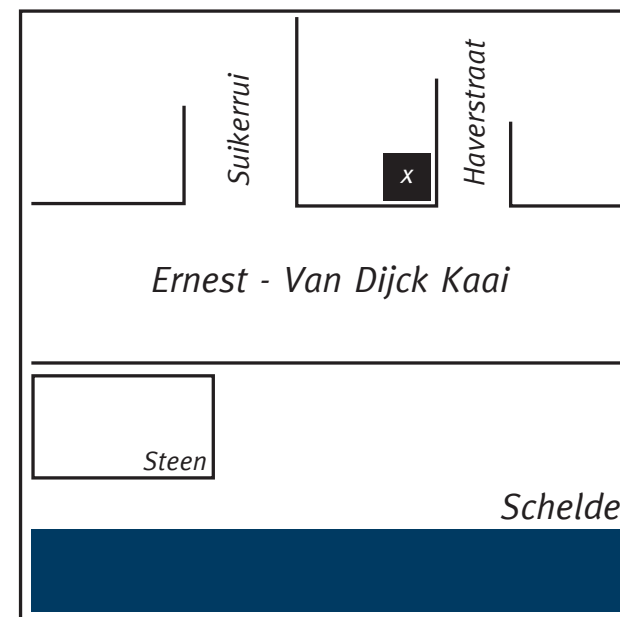 Suikerrui
Haverstraat
x
Ernest - Van Dijck Kaai
Steen
Schelde